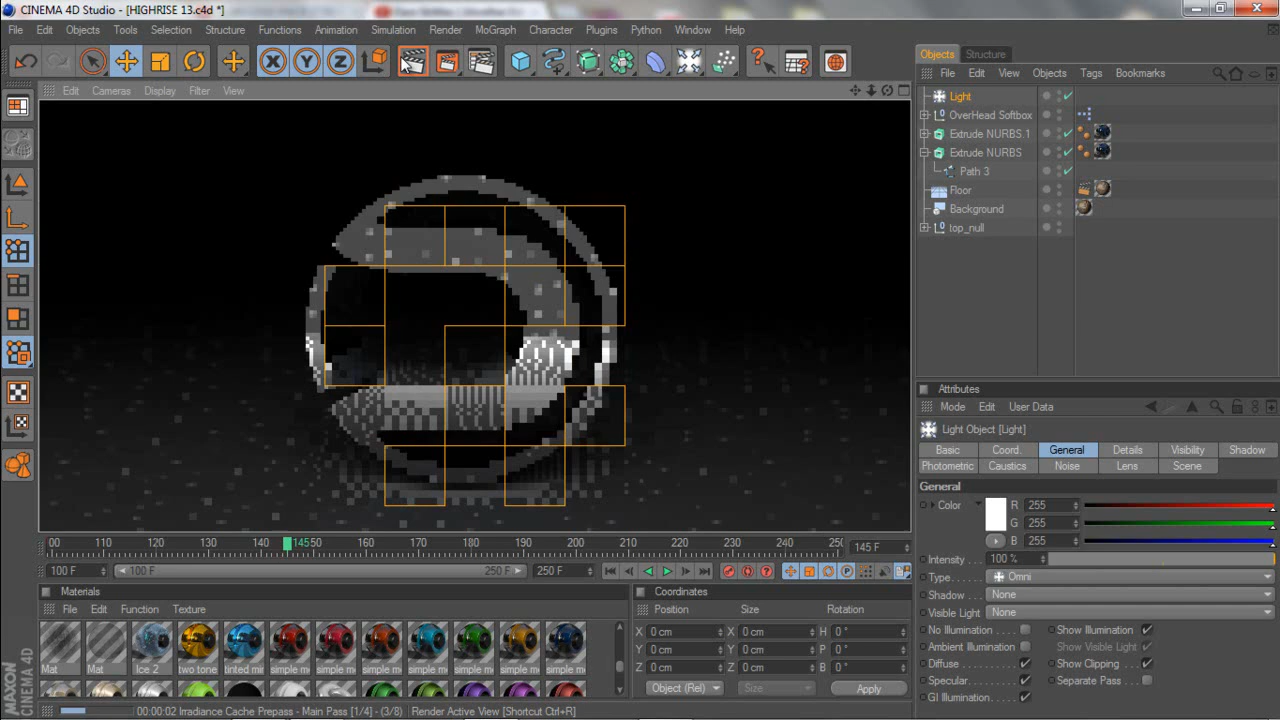 CINEMA 4D Studio - [HIGHRISE 13.c4d *]
File Edit Objects Tools Selection Structure Functions Animation Simulation Render MoGraph Character Plugins Python Window Help
Objects Structure
File Edit View Objects Tags Bookmarks
Edit Cameras Display Filter View
Light
OverHead Softbox
Extrude NURBS.1
Extrude NURBS
Path 3
Floor
Background
top_null
Attributes
Mode Edit User Data
Light Object [Light]
Basic Coord. General Details Visibility Shadow
Photometric Caustics Noise Lens Scene
General
Color R 255
G 255
B 255
Intensity 100 %
Type Omni
Shadow None
Visible Light None
No Illumination Show Illumination
Ambient Illumination Show Visible Light
Diffuse Show Clipping
Specular Separate Pass
GI Illumination
00 110 120 130 140 145 50 160 170 180 190 200 210 220 230 240 25( 145 F
100 F 100 F 250 F 250 F
Materials
File Edit Function Texture
Mat Mat Ice 2 two tone tinted mir simple me simple me simple me simple me simple me simple m simple m
Coordinates
Position Size Rotation
X 0 cm X 0 cm H 0 °
Y 0 cm Y 0 cm P 0 °
Z 0 cm Z 0 cm B 0 °
Object (Rel) Size Apply
MAXON CINEMA 4D
00:00:02 Irradiance Cache Prepass - Main Pass [1/4] - (3/8) Render Active View [Shortcut Ctrl+R]